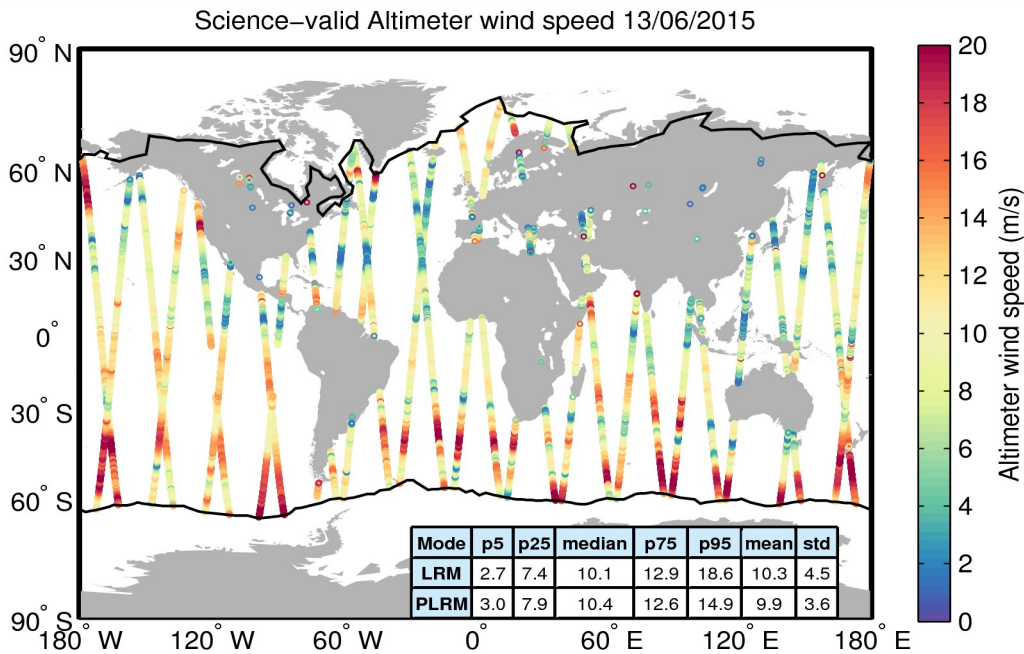 Science−valid Altimeter wind speed 13/06/2015
90° N
60° N
30° N
0°
30° S
60° S
90° S
180° W
120° W
60° W
0°
60° E
120° E
180° E
Mode p5 p25 median p75 p95 mean std
LRM 2.7 7.4 10.1 12.9 18.6 10.3 4.5
PLRM 3.0 7.9 10.4 12.6 14.9 9.9 3.6
20
18
16
14
12
10
8
6
4
2
0
Altimeter wind speed (m/s)